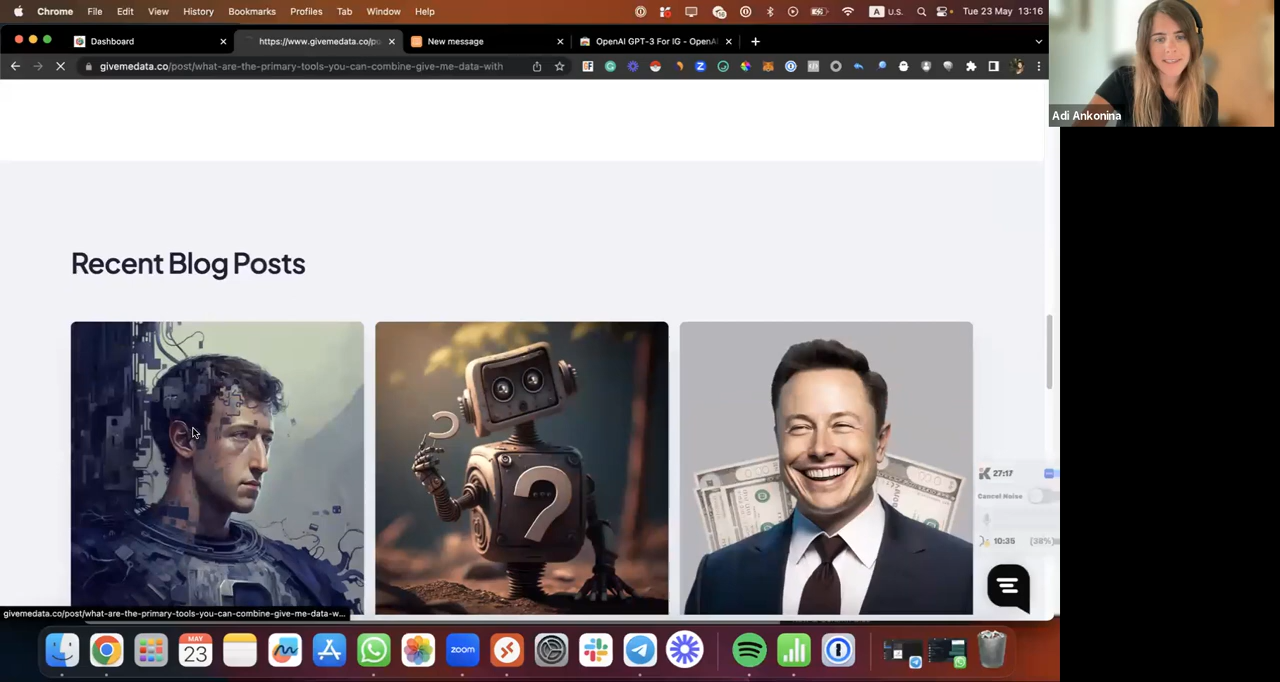 Chrome File Edit View History Bookmarks Profiles Tab Window Help
A U.S. Tue 23 May 13:16
Dashboard
https://www.givemedata.co/po
New message
OpenAI GPT-3 For IG - OpenAI
givemedata.co/post/what-are-the-primary-tools-you-can-combine-give-me-data-with
Adi Ankonina
Recent Blog Posts
?
27:17
Cancel Noise
10:35
(38%)
givemedata.co/post/what-are-the-primary-tools-you-can-combine-give-me-data-w...
MAY
23
zoom